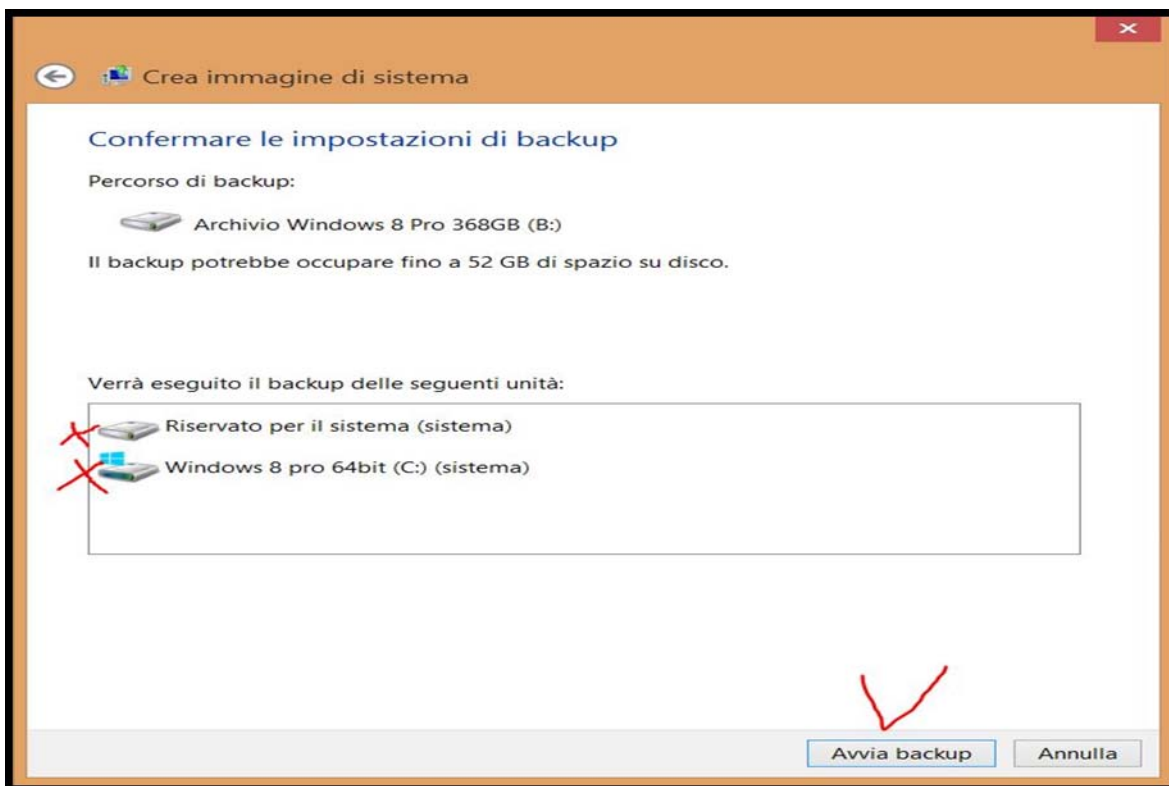 Crea immagine di sistema
Confermare le impostazioni di backup
Percorso di backup:
Archivio Windows 8 Pro 368GB (B:)
Il backup potrebbe occupare fino a 52 GB di spazio su disco.
Verrà eseguito il backup delle seguenti unità:
Riservato per il sistema (sistema)
Windows 8 pro 64bit (C:) (sistema)
Avvia backup
Annulla